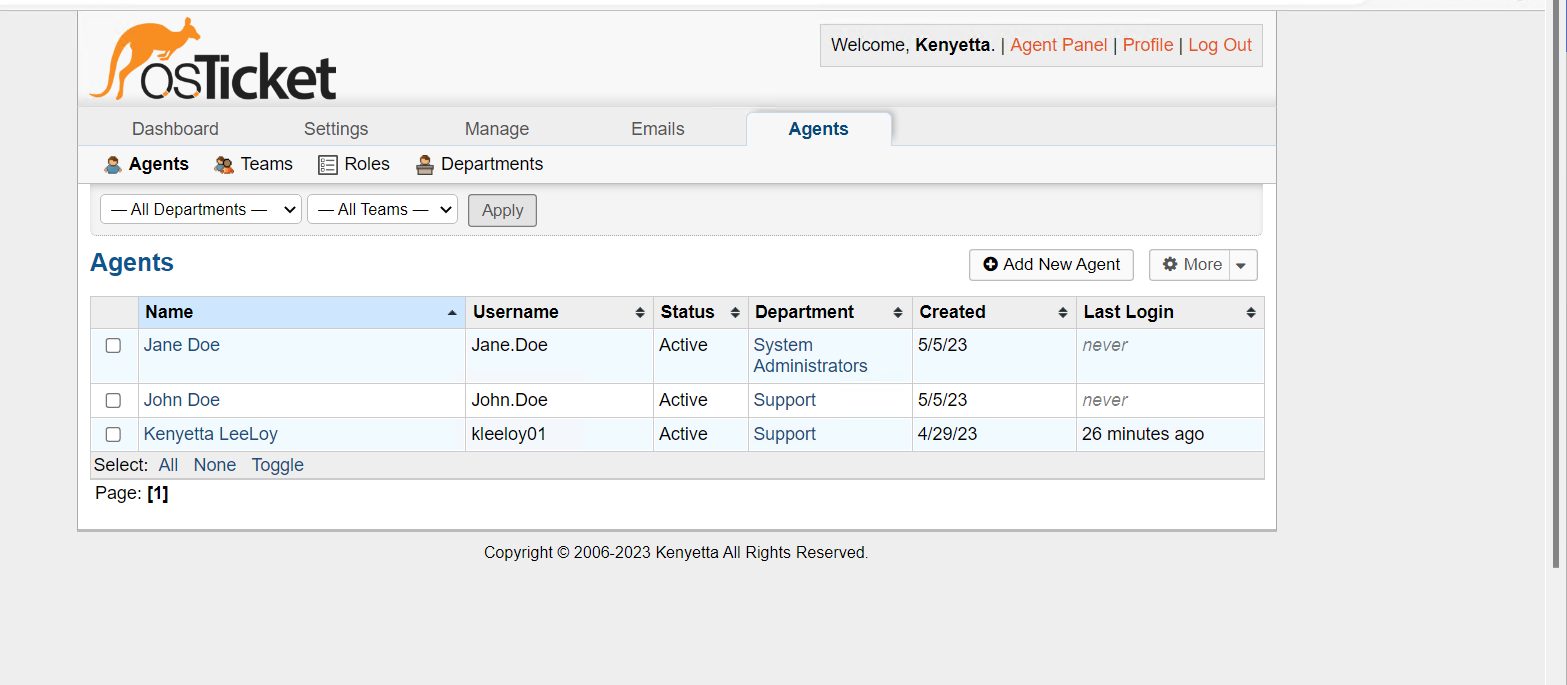 osTicket
Welcome, Kenyetta. | Agent Panel | Profile | Log Out
Dashboard Settings Manage Emails Agents
Agents Teams Roles Departments
— All Departments — — All Teams — Apply
Agents Add New Agent More
Name Username Status Department Created Last Login
Jane Doe Jane.Doe Active System 5/5/23 never
Administrators
John Doe John.Doe Active Support 5/5/23 never
Kenyetta LeeLoy kleeloy01 Active Support 4/29/23 26 minutes ago
Select: All None Toggle
Page: [1]
Copyright © 2006-2023 Kenyetta All Rights Reserved.